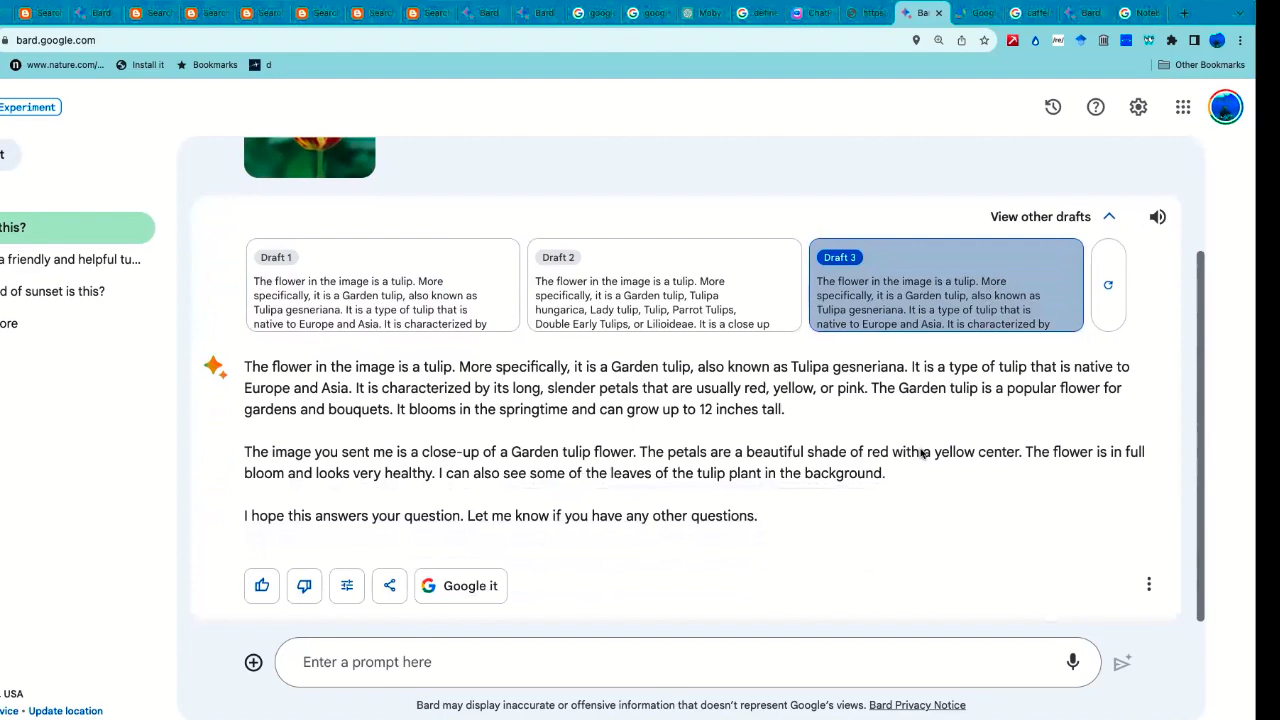 Bard
Bard
Bard
Bard
bard.google.com
www.nature.com/...
Install it
Bookmarks
d
Other Bookmarks
Experiment
t
this?
a friendly and helpful tu...
d of sunset is this?
ore
View other drafts
Draft 1
The flower in the image is a tulip. More
specifically, it is a Garden tulip, also known as
Tulipa gesneriana. It is a type of tulip that is
native to Europe and Asia. It is characterized by
Draft 2
The flower in the image is a tulip. More
specifically, it is a Garden tulip, Tulipa
hungarica, Lady tulip, Tulip, Parrot Tulips,
Double Early Tulips, or Lilioideae. It is a close up
Draft 3
The flower in the image is a tulip. More
specifically, it is a Garden tulip, also known as
Tulipa gesneriana. It is a type of tulip that is
native to Europe and Asia. It is characterized by
The flower in the image is a tulip. More specifically, it is a Garden tulip, also known as Tulipa gesneriana. It is a type of tulip that is native to
Europe and Asia. It is characterized by its long, slender petals that are usually red, yellow, or pink. The Garden tulip is a popular flower for
gardens and bouquets. It blooms in the springtime and can grow up to 12 inches tall.
The image you sent me is a close-up of a Garden tulip flower. The petals are a beautiful shade of red with a yellow center. The flower is in full
bloom and looks very healthy. I can also see some of the leaves of the tulip plant in the background.
I hope this answers your question. Let me know if you have any other questions.
Google it
Enter a prompt here
Bard may display inaccurate or offensive information that doesn't represent Google's views. Bard Privacy Notice
, USA
vice • Update location